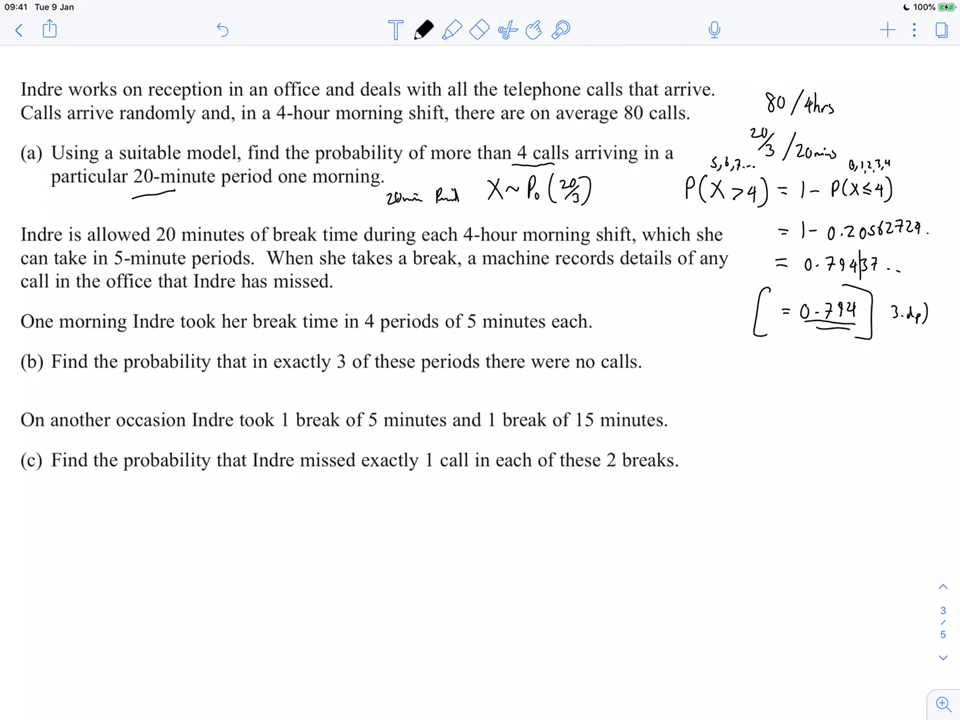 09:41 Tue 9 Jan
100%
Indre works on reception in an office and deals with all the telephone calls that arrive.
Calls arrive randomly and, in a 4-hour morning shift, there are on average 80 calls.
80 / 4hrs
(a) Using a suitable model, find the probability of more than 4 calls arriving in a
particular 20-minute period one morning.
20/3 / 20mins
20min X ~ Po (20/3)
5,6,7... 0,1,2,3,4
P(X > 4) = 1 - P(X ≤ 4)
= 1 - 0.20562729.
= 0.794|37 ..
[ = 0.794 ] 3.dp)
Indre is allowed 20 minutes of break time during each 4-hour morning shift, which she
can take in 5-minute periods. When she takes a break, a machine records details of any
call in the office that Indre has missed.
One morning Indre took her break time in 4 periods of 5 minutes each.
(b) Find the probability that in exactly 3 of these periods there were no calls.
On another occasion Indre took 1 break of 5 minutes and 1 break of 15 minutes.
(c) Find the probability that Indre missed exactly 1 call in each of these 2 breaks.
3
/
5